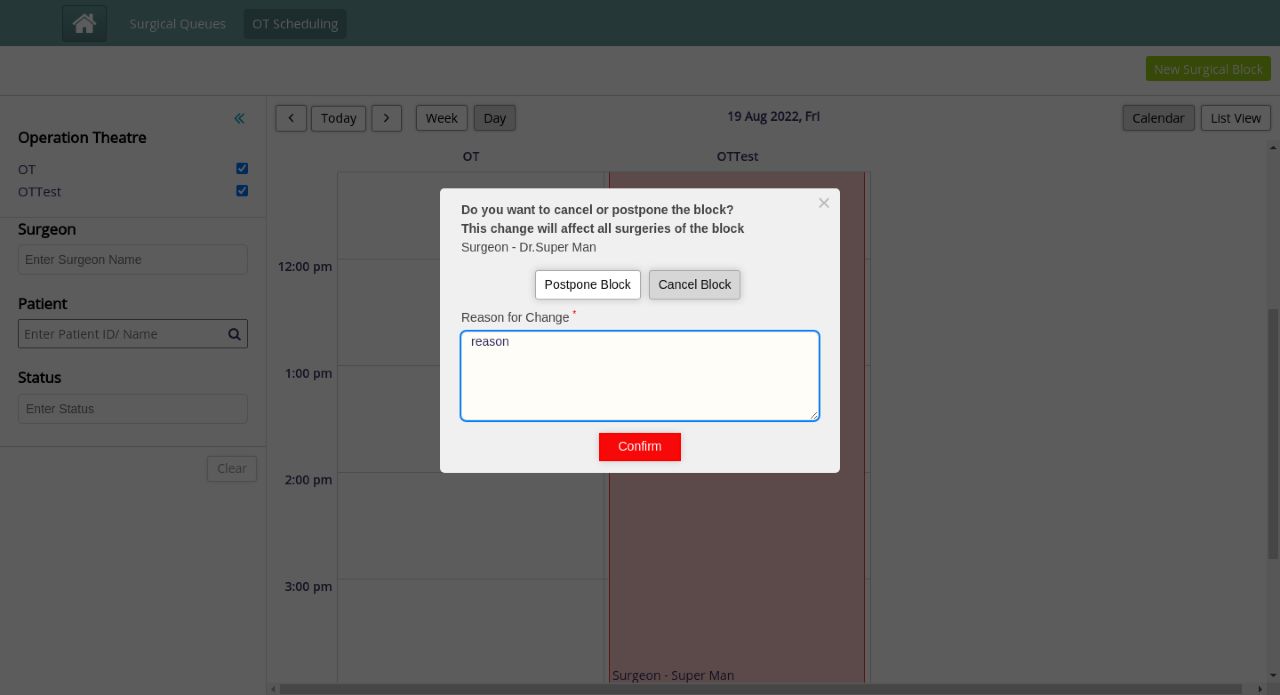 Surgical Queues
OT Scheduling
New Surgical Block
Operation Theatre
OT
OTTest
Surgeon
Enter Surgeon Name
Patient
Enter Patient ID/ Name
Status
Enter Status
Clear
Today
Week
Day
19 Aug 2022, Fri
Calendar
List View
OT
OTTest
12:00 pm
1:00 pm
2:00 pm
3:00 pm
Do you want to cancel or postpone the block?
This change will affect all surgeries of the block
Surgeon - Dr.Super Man
Postpone Block
Cancel Block
Reason for Change *
reason
Confirm
Surgeon - Super Man